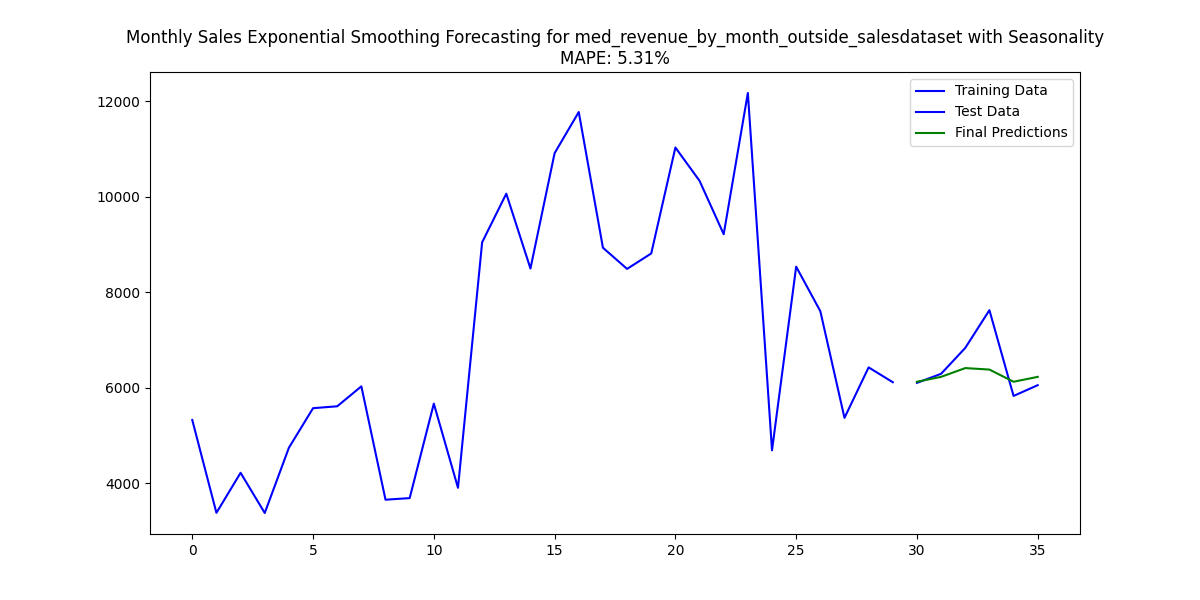 Monthly Sales Exponential Smoothing Forecasting for med_revenue_by_month_outside_salesdataset with Seasonality
MAPE: 5.31%
Training Data
Test Data
Final Predictions
12000
10000
8000
6000
4000
0 5 10 15 20 25 30 35